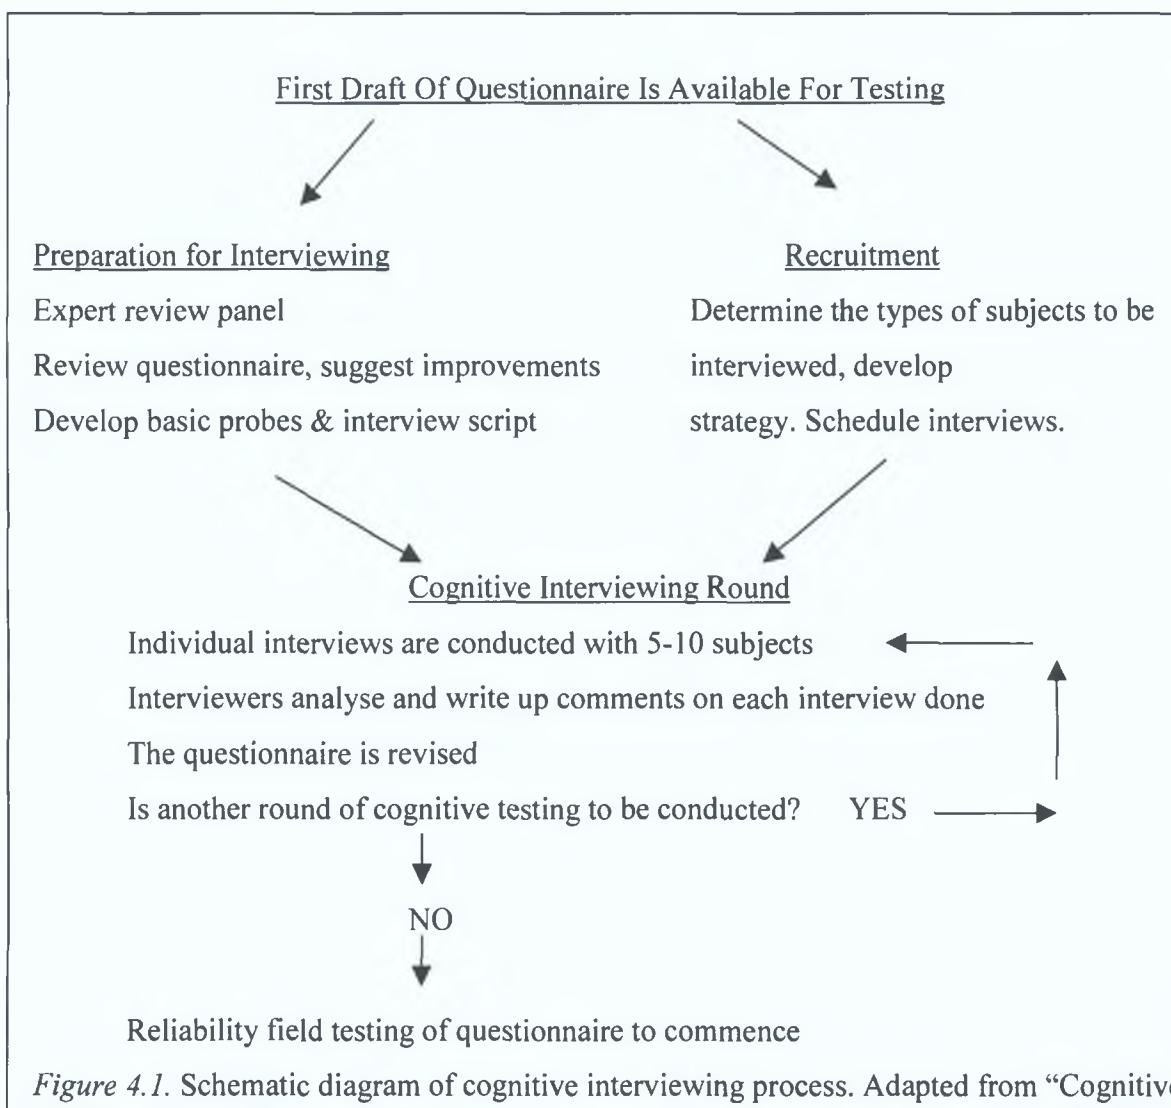 First Draft Of Questionnaire Is Available For Testing
Preparation for Interviewing
Expert review panel
Review questionnaire, suggest improvements
Develop basic probes & interview script
Recruitment
Determine the types of subjects to be
interviewed, develop
strategy. Schedule interviews.
Cognitive Interviewing Round
Individual interviews are conducted with 5-10 subjects
Interviewers analyse and write up comments on each interview done
The questionnaire is revised
Is another round of cognitive testing to be conducted? YES
NO
Reliability field testing of questionnaire to commence
Figure 4.1. Schematic diagram of cognitive interviewing process. Adapted from “Cognitive